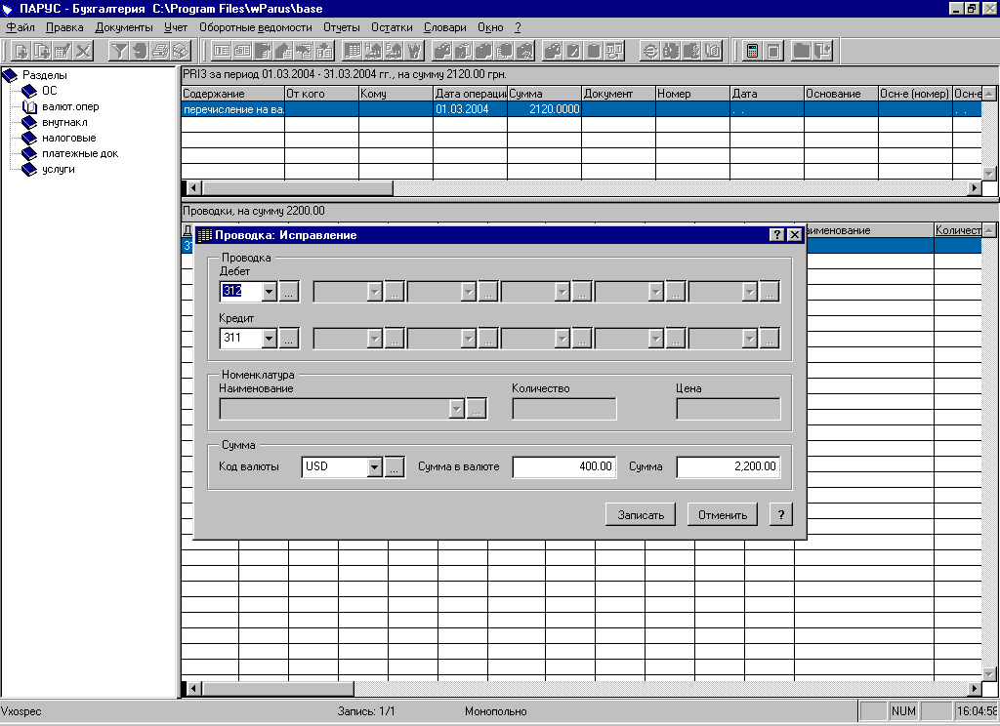 ПАРУС - Бухгалтерия C:\Program Files\wParus\base
Файл Правка Документы Учет Оборотные ведомости Отчеты Остатки Словари Окно ?
Разделы
ОС
валют.опер
внутнакл
налоговые
платежные док
услуги
PRI3 за период 01.03.2004 - 31.03.2004 гг., на сумму 2120.00 грн.
Содержание От кого Кому Дата операции Сумма Документ Номер Дата Основание Осн-е (номер) Осн-е
перечисление на ва. 01.03.2004 2120.0000 . . . .
Проводки, на сумму 2200.00
Д аименование Количест
31
Проводка: Исправление ?
Проводка
Дебет
312 ... ... ... ... ... ...
Кредит
311 ... ... ... ... ... ...
Номенклатура
Наименование Количество Цена
...
Сумма
Код валюты USD ... Сумма в валюте 400.00 Сумма 2,200.00
Записать Отменить ?
Vxospec Запись: 1/1 Монопольно NUM 16:04:58